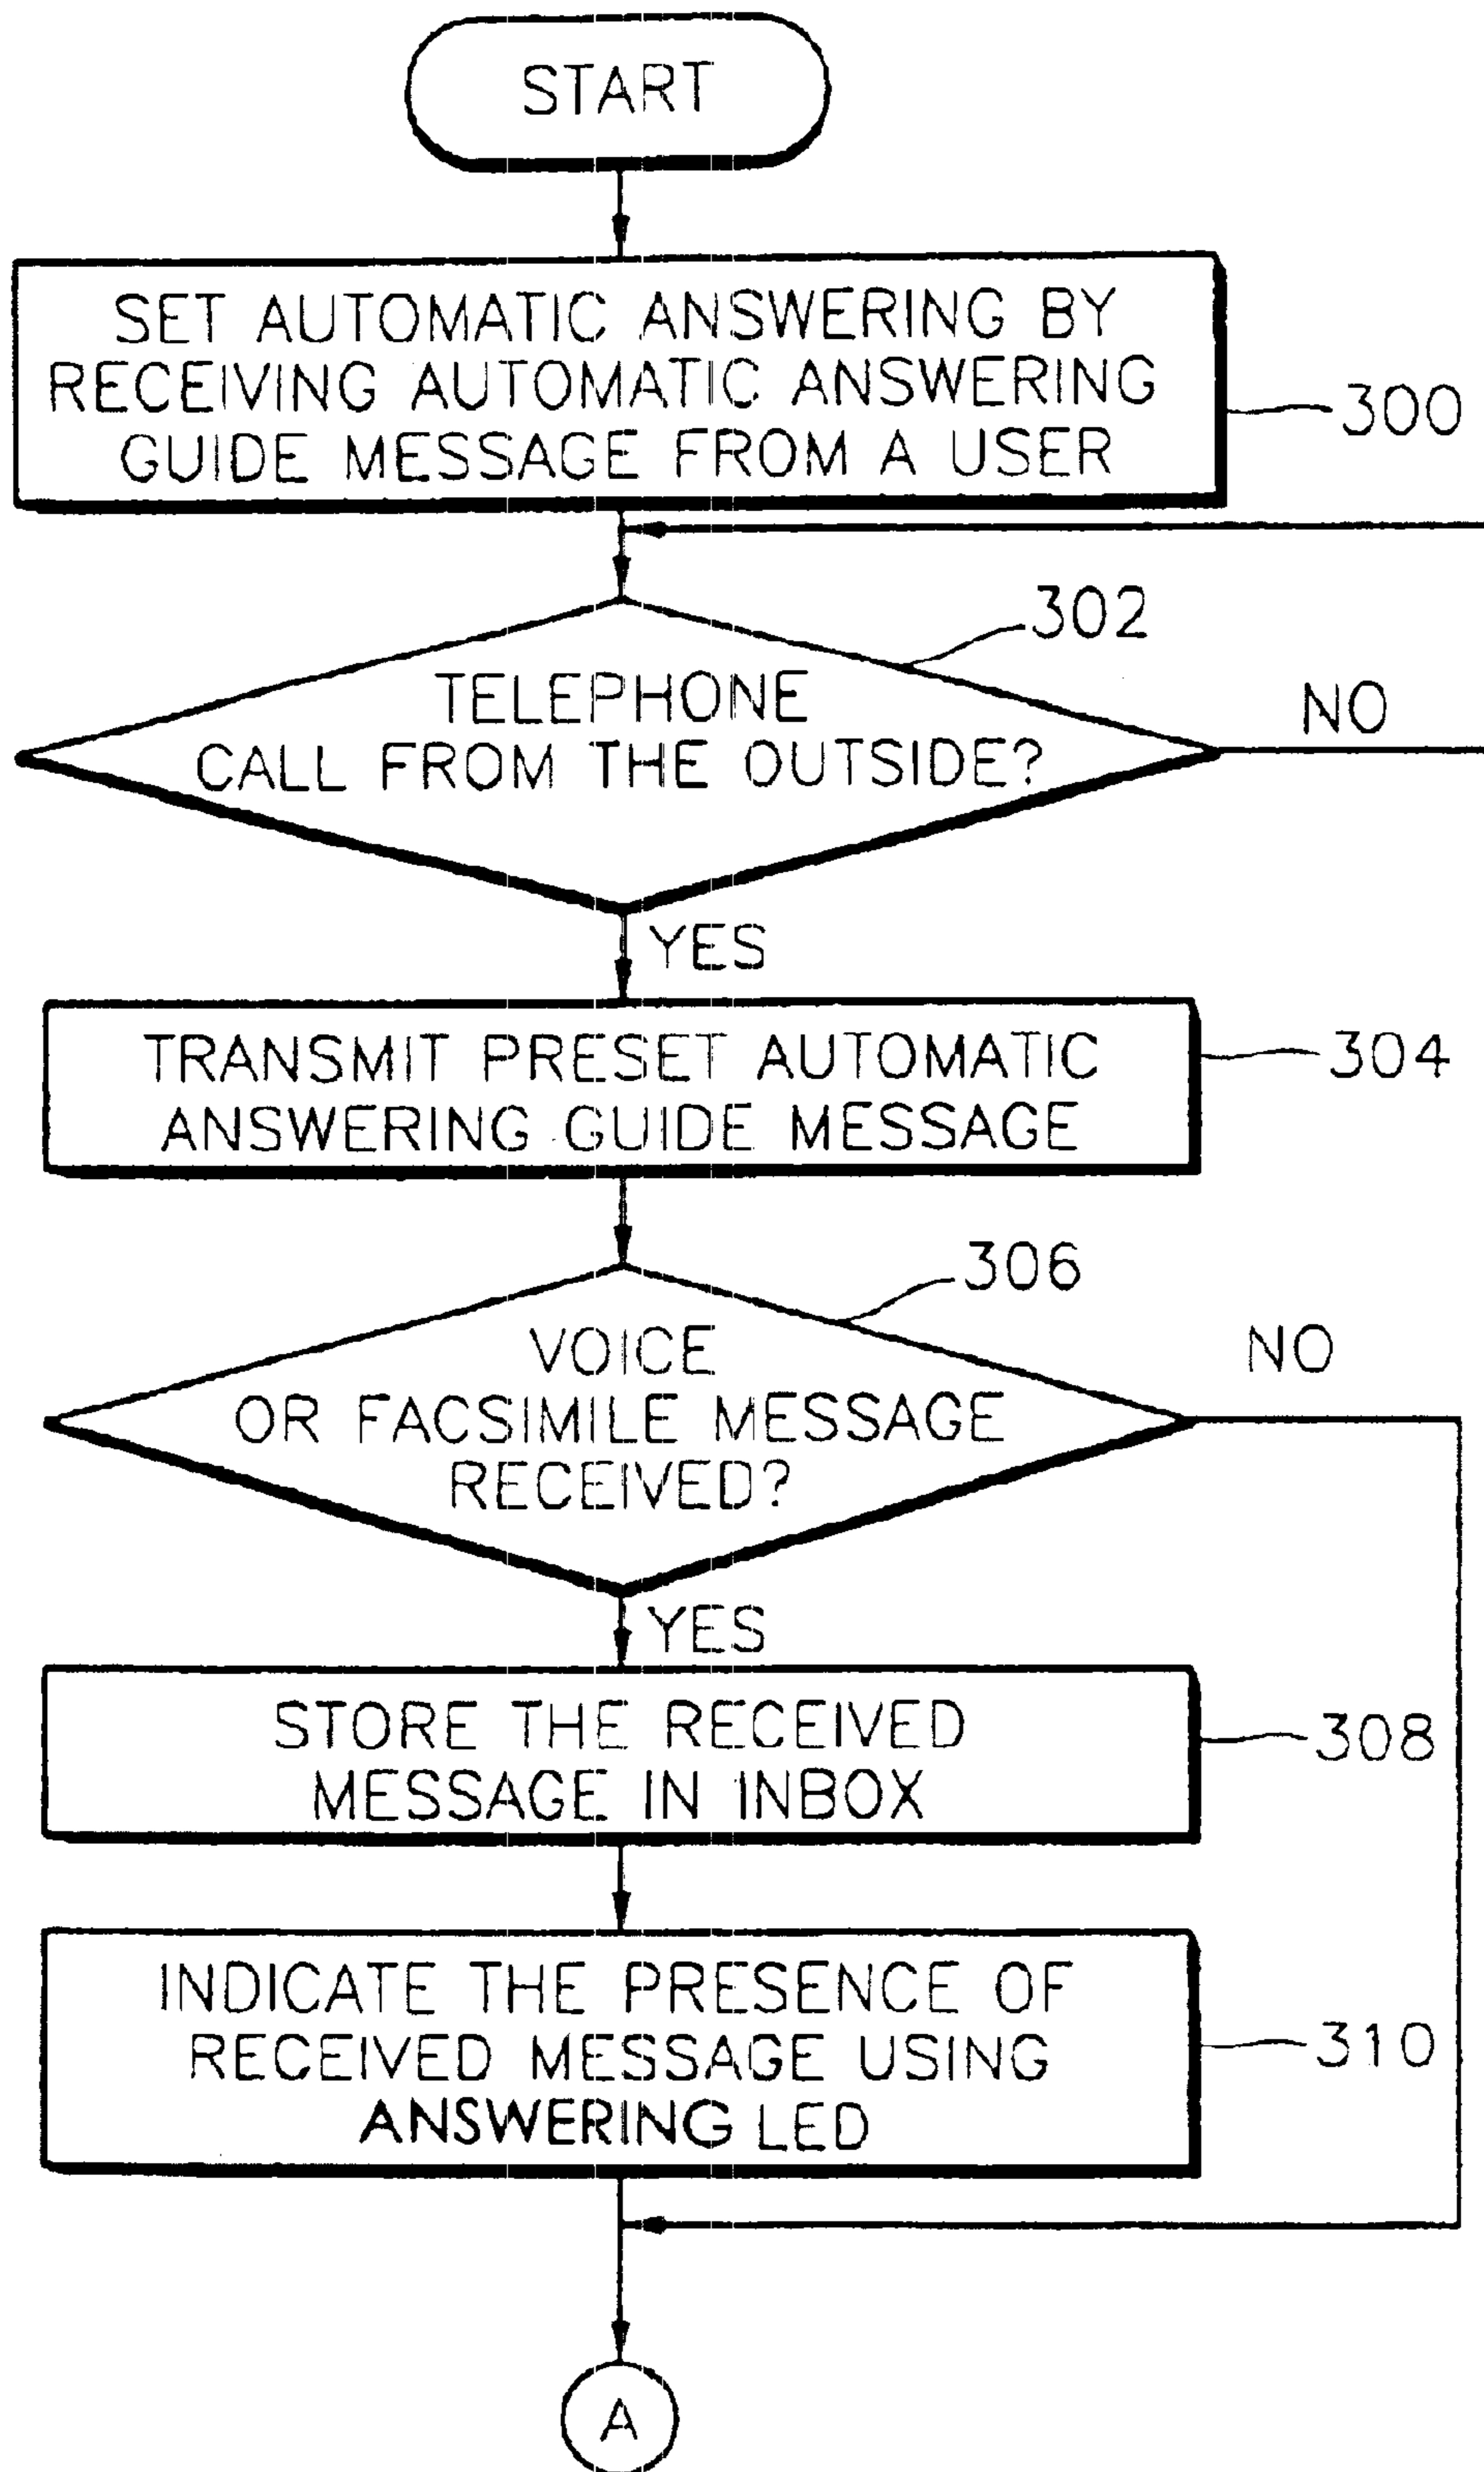 START
SET AUTOMATIC ANSWERING BY
RECEIVING AUTOMATIC ANSWERING
GUIDE MESSAGE FROM A USER
300
302
TELEPHONE
CALL FROM THE OUTSIDE?
NO
YES
TRANSMIT PRESET AUTOMATIC
ANSWERING GUIDE MESSAGE
304
306
VOICE
OR FACSIMILE MESSAGE
RECEIVED?
NO
YES
STORE THE RECEIVED
MESSAGE IN INBOX
308
INDICATE THE PRESENCE OF
RECEIVED MESSAGE USING
ANSWERING LED
310
A